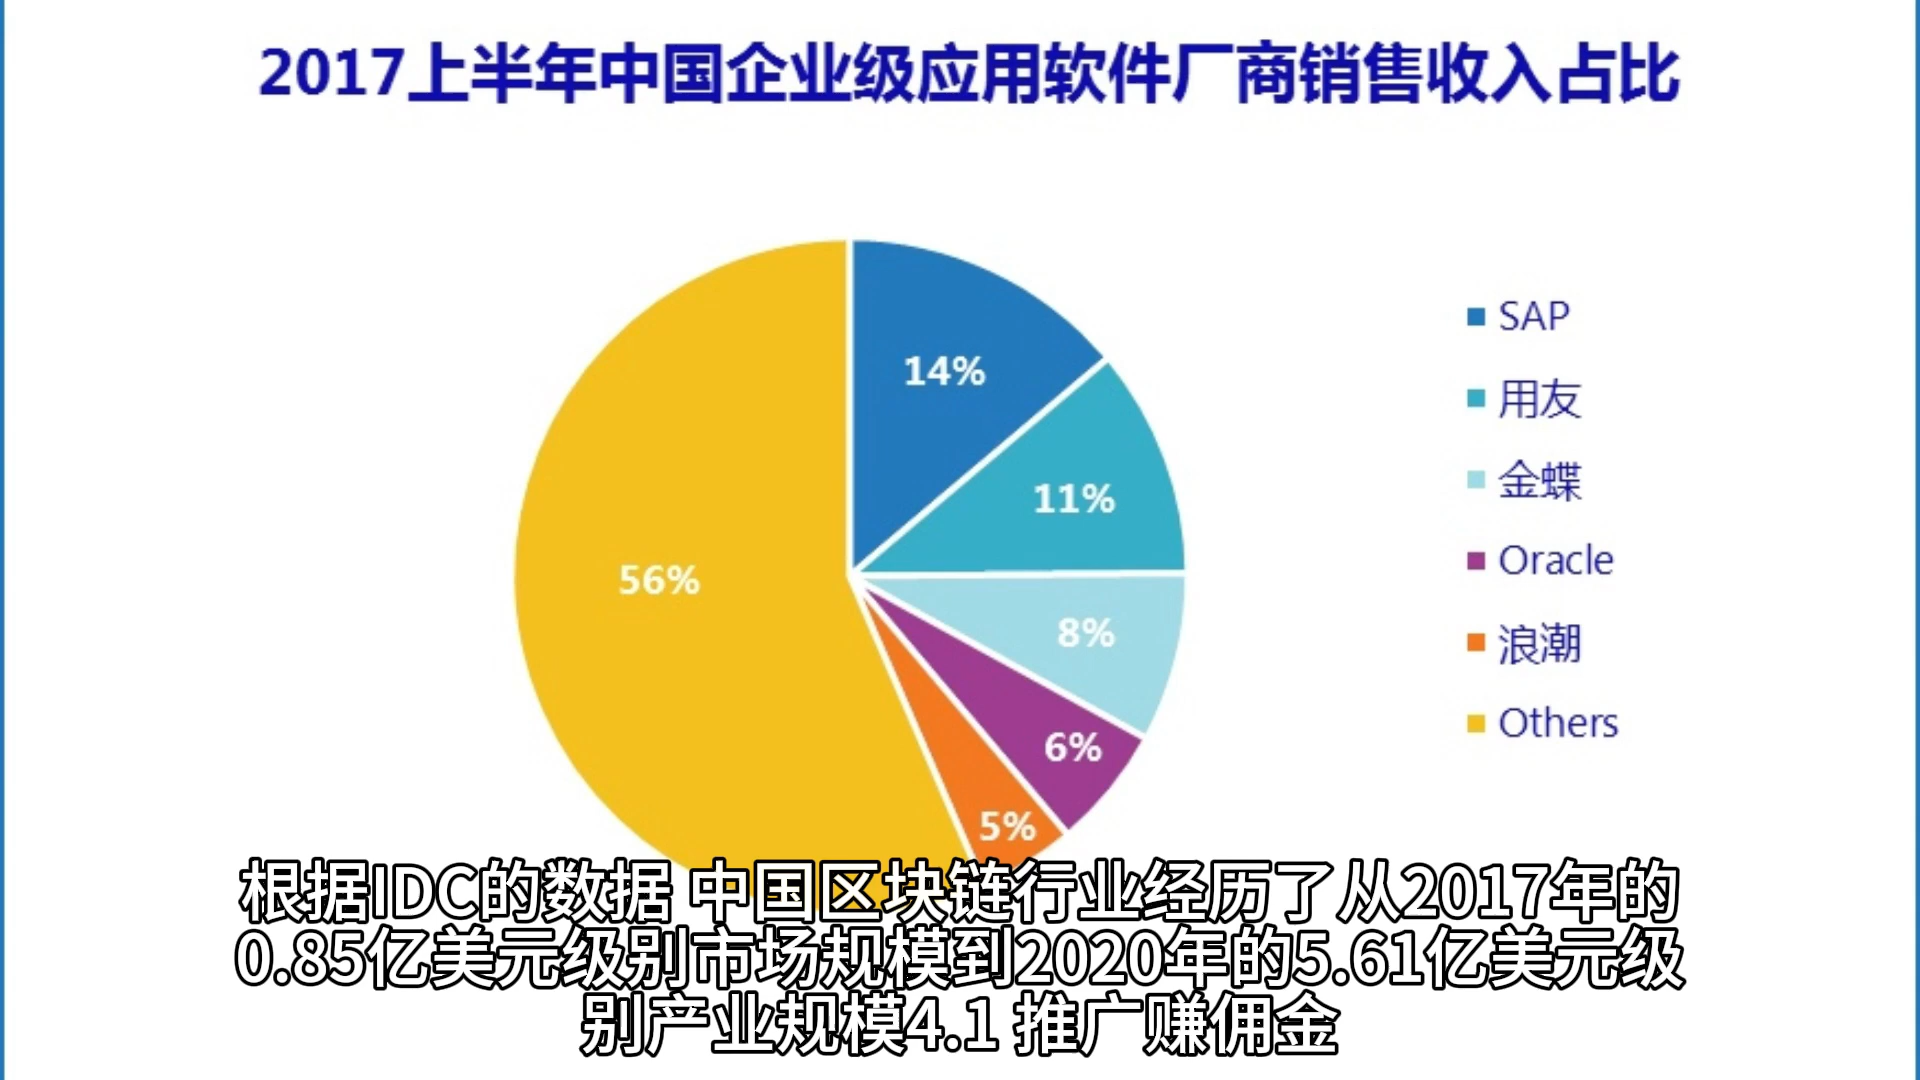 2017上半年中国企业级应用软件厂商销售收入占比
14%
11%
8%
6%
5%
56%
SAP
用友
金蝶
Oracle
浪潮
Others
根据IDC的数据 中国区块链行业经历了从2017年的
0.85亿美元级别市场规模到2020年的5.61亿美元级
别产业规模4.1 推广赚佣金